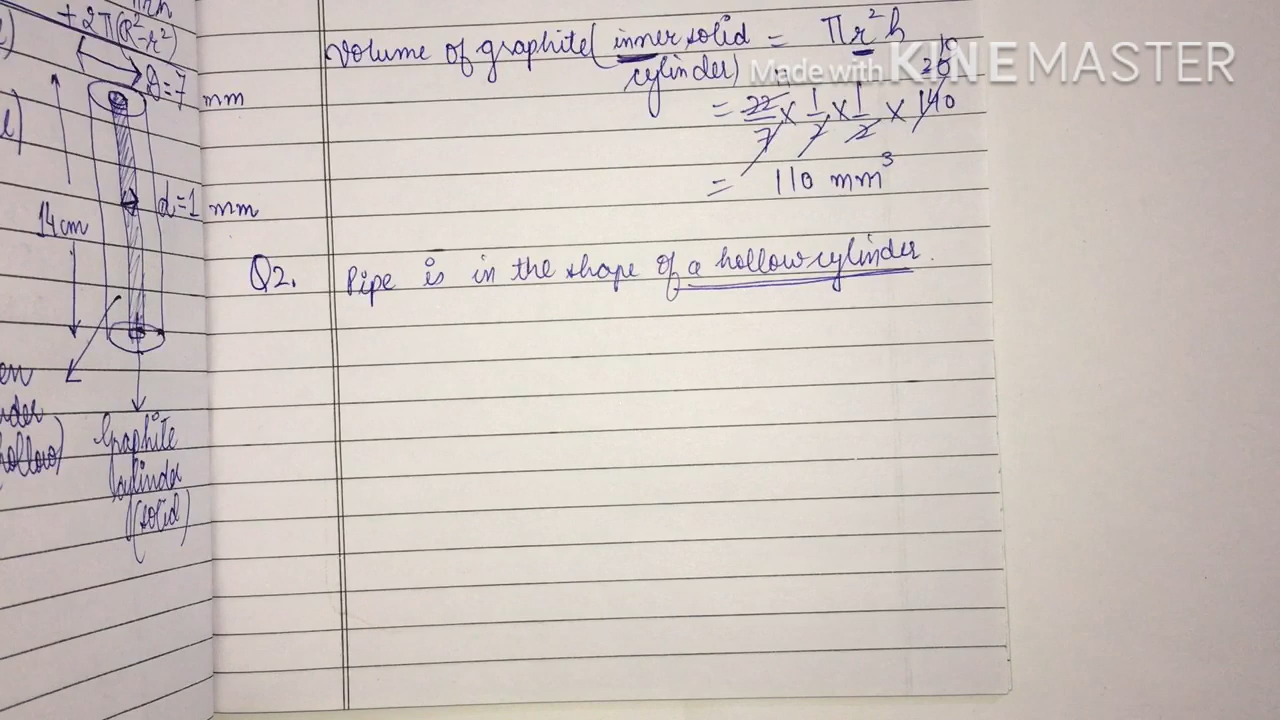 + 2π(R²-r²)
D=7 mm
14cm
d=1 mm
Graphite
cylinder
(solid)
hollow)
Volume of graphite( inner solid = πr²h
cylinder)
= 22/7 × 1/2 × 1/2 × 140
= 110 mm³
Q2. Pipe is in the shape of a hollow cylinder.
Made with KINEMASTER